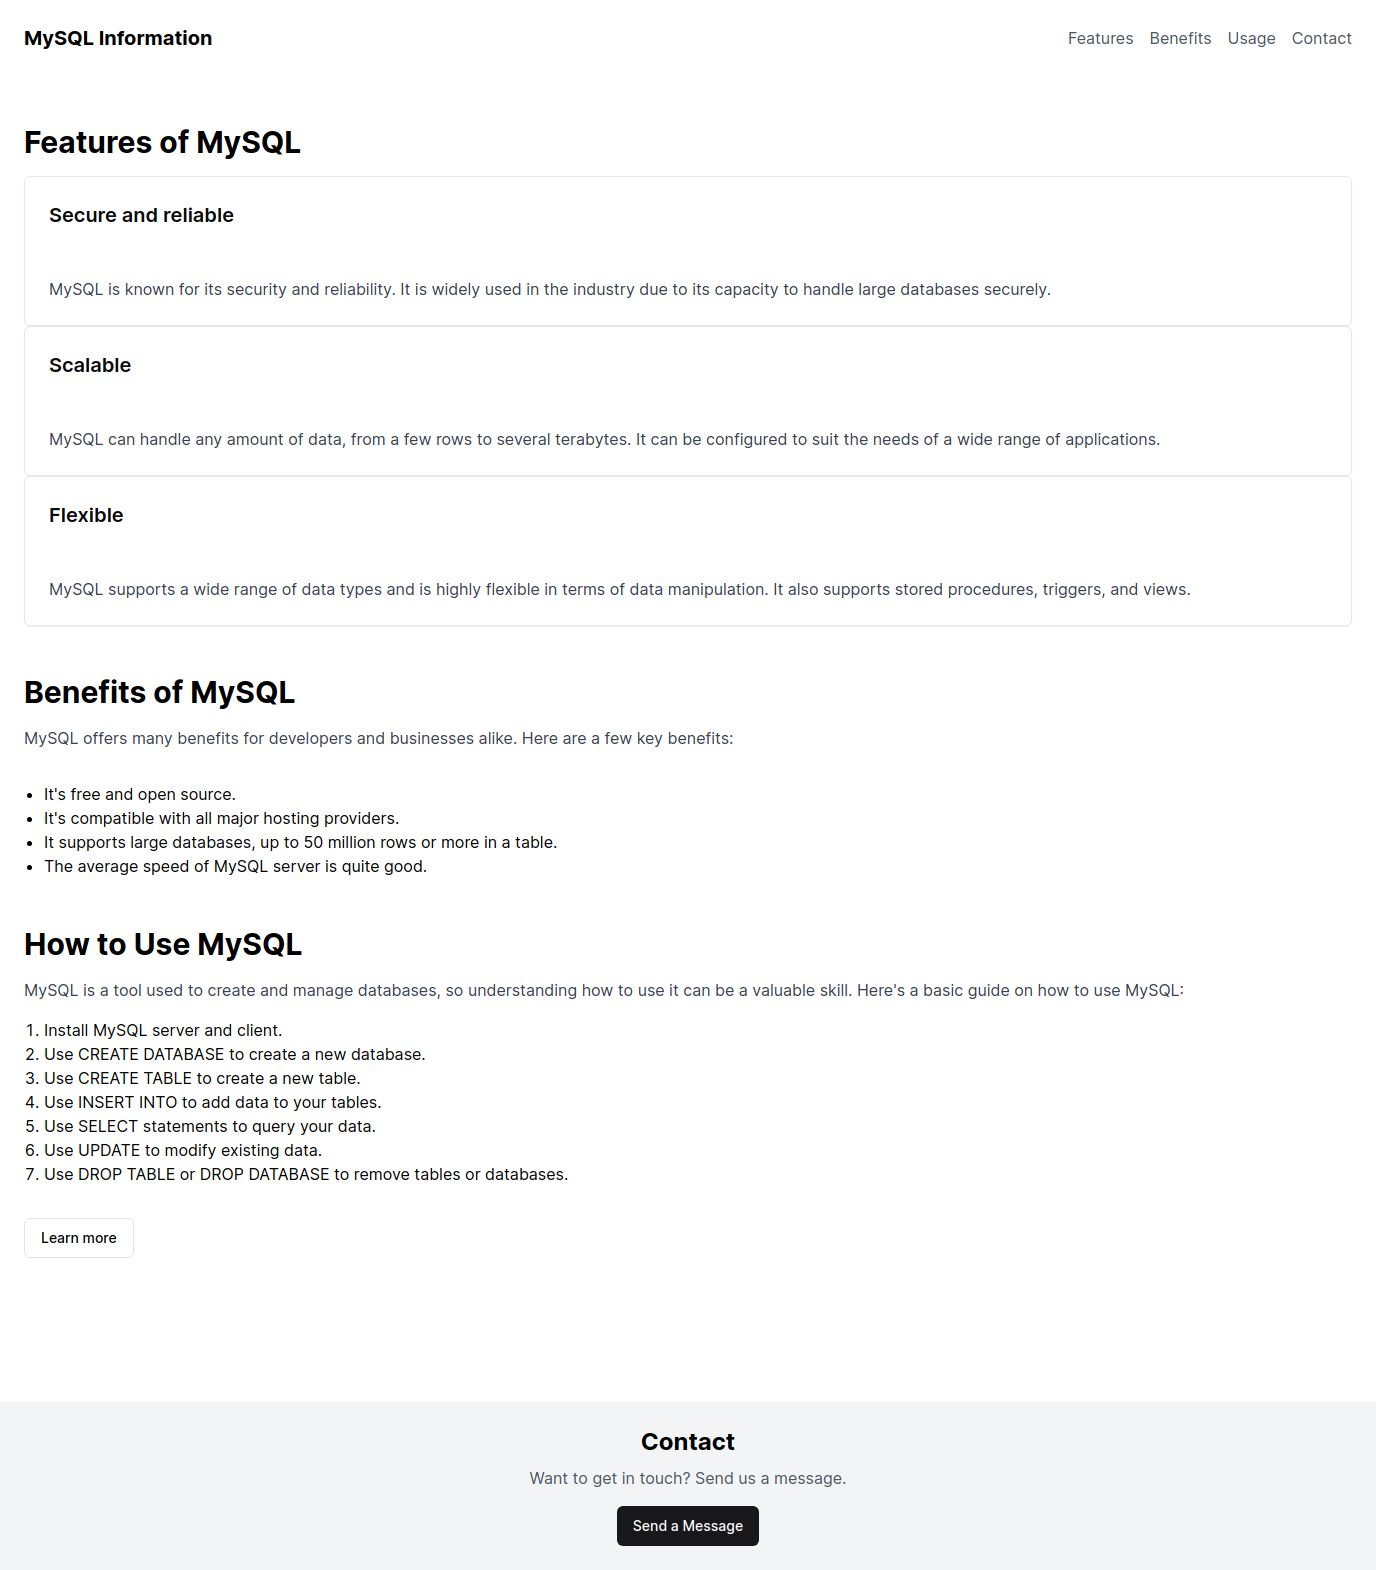 MySQL Information
Features Benefits Usage Contact
Features of MySQL
Secure and reliable
MySQL is known for its security and reliability. It is widely used in the industry due to its capacity to handle large databases securely.
Scalable
MySQL can handle any amount of data, from a few rows to several terabytes. It can be configured to suit the needs of a wide range of applications.
Flexible
MySQL supports a wide range of data types and is highly flexible in terms of data manipulation. It also supports stored procedures, triggers, and views.
Benefits of MySQL
MySQL offers many benefits for developers and businesses alike. Here are a few key benefits:
• It's free and open source.
• It's compatible with all major hosting providers.
• It supports large databases, up to 50 million rows or more in a table.
• The average speed of MySQL server is quite good.
How to Use MySQL
MySQL is a tool used to create and manage databases, so understanding how to use it can be a valuable skill. Here's a basic guide on how to use MySQL:
1. Install MySQL server and client.
2. Use CREATE DATABASE to create a new database.
3. Use CREATE TABLE to create a new table.
4. Use INSERT INTO to add data to your tables.
5. Use SELECT statements to query your data.
6. Use UPDATE to modify existing data.
7. Use DROP TABLE or DROP DATABASE to remove tables or databases.
Learn more
Contact
Want to get in touch? Send us a message.
Send a Message